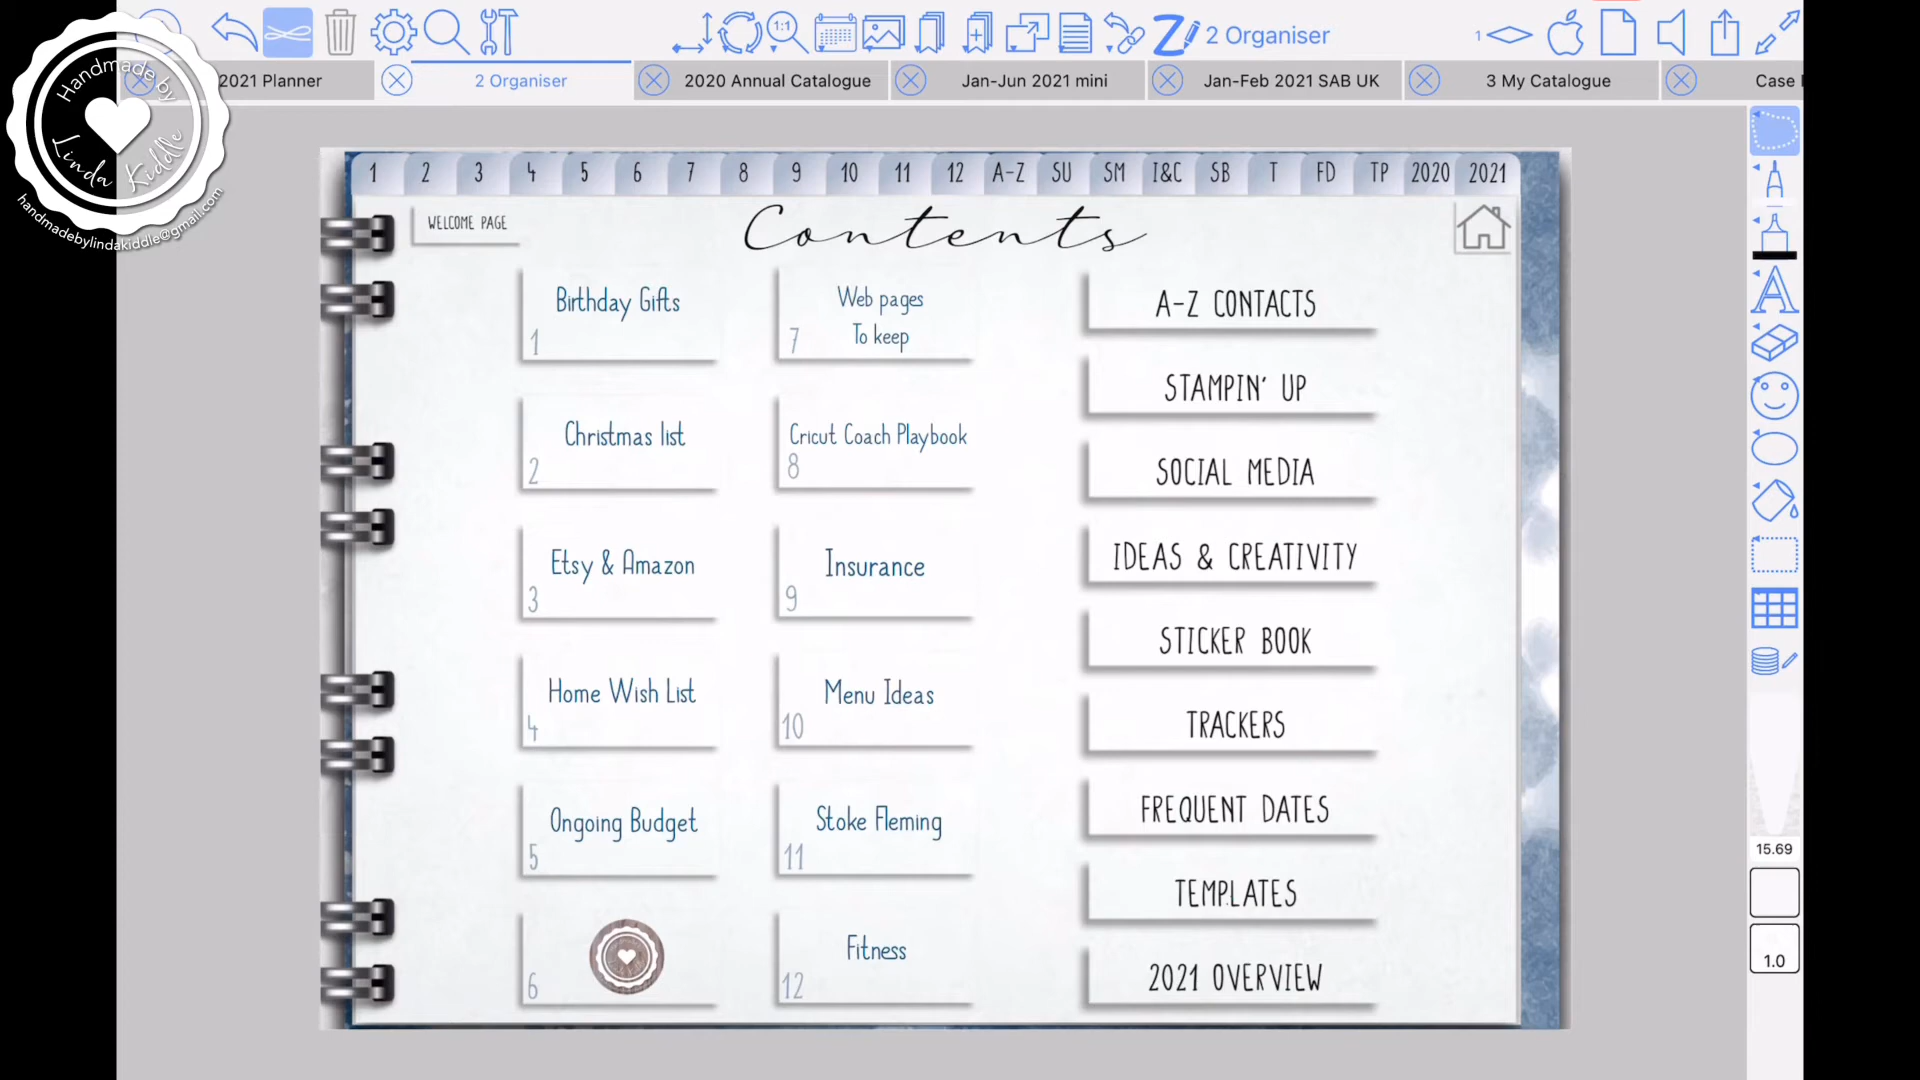 Handmade by
Linda Kiddle
handmadebylindakiddle@gmail.com
1:1
2 Organiser
1
2021 Planner
2 Organiser
2020 Annual Catalogue
Jan-Jun 2021 mini
Jan-Feb 2021 SAB UK
3 My Catalogue
Case
1 2 3 4 5 6 7 8 9 10 11 12 A-Z SU SM I&C SB T FD TP 2020 2021
WELCOME PAGE
Contents
Birthday Gifts
1
Christmas list
2
Etsy & Amazon
3
Home Wish List
4
Ongoing Budget
5
6
Web pages
To keep
7
Cricut Coach Playbook
8
Insurance
9
Menu Ideas
10
Stoke Fleming
11
Fitness
12
A-Z CONTACTS
STAMPIN' UP
SOCIAL MEDIA
IDEAS & CREATIVITY
STICKER BOOK
TRACKERS
FREQUENT DATES
TEMPLATES
2021 OVERVIEW
A
15.69
1.0